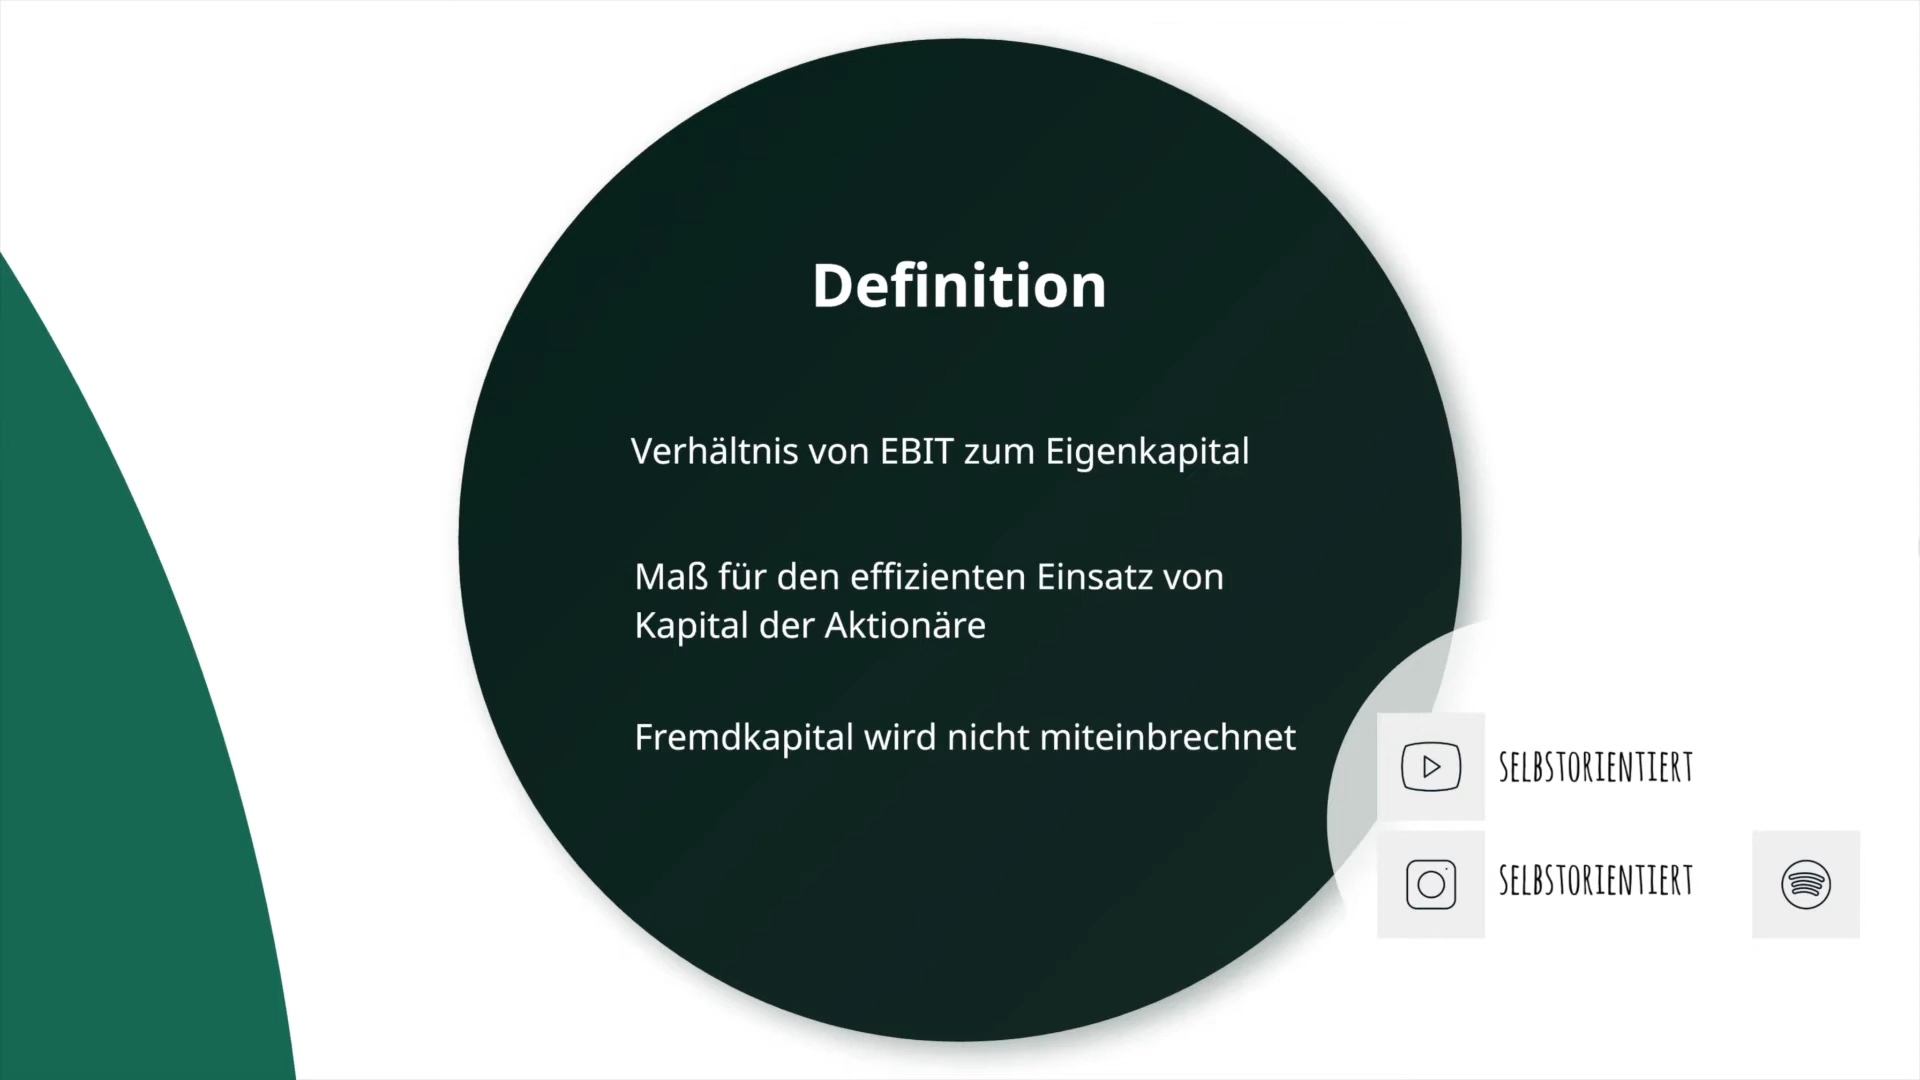 Definition
Verhältnis von EBIT zum Eigenkapital
Maß für den effizienten Einsatz von
Kapital der Aktionäre
Fremdkapital wird nicht miteinbrechnet
SELBSTORIENTIERT
SELBSTORIENTIERT